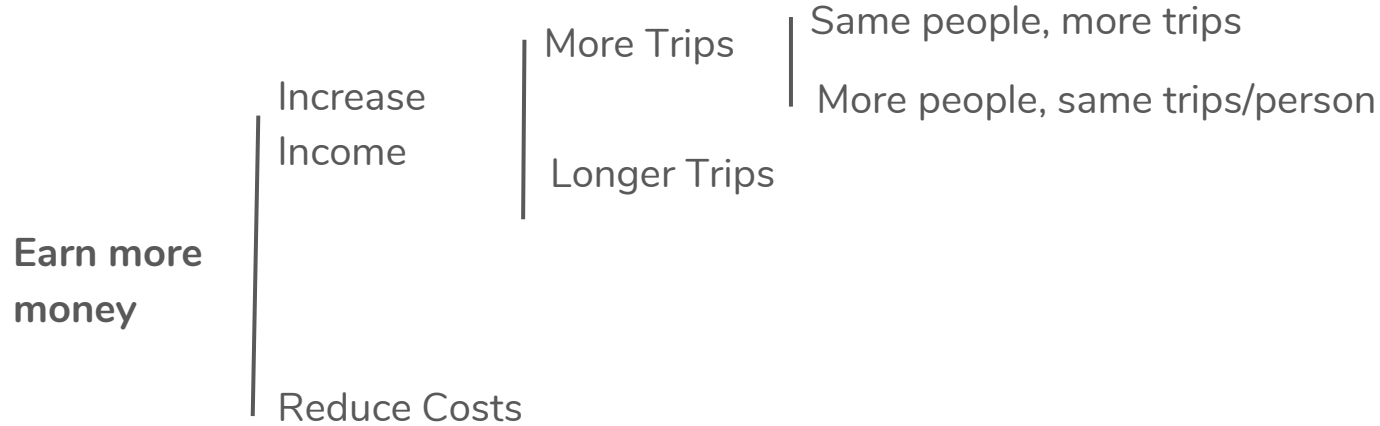 Same people, more trips
More Trips
Increase
Income
More people, same trips/person
Longer Trips
Earn more
money
Reduce Costs